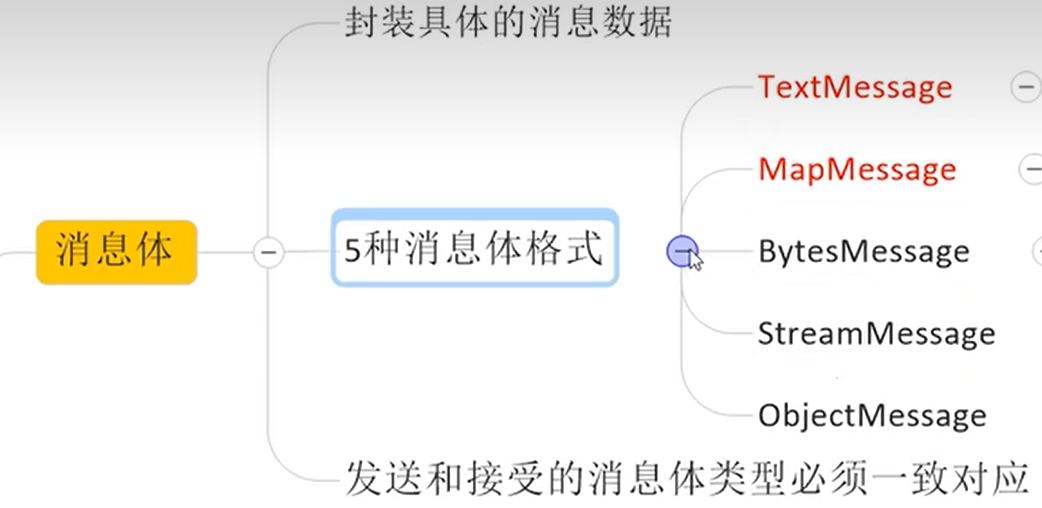 封装具体的消息数据
TextMessage
MapMessage
消息体
5种消息体格式
BytesMessage
StreamMessage
ObjectMessage
发送和接受的消息体类型必须一致对应